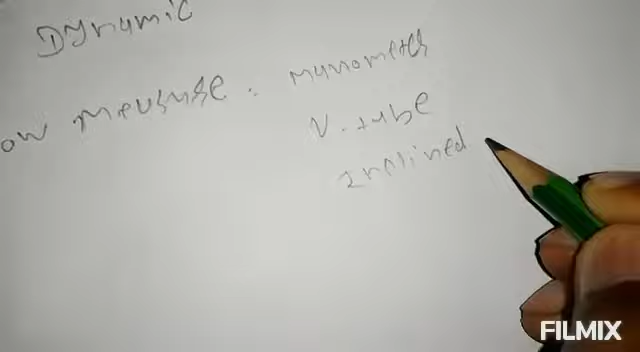 Dynamic
ow measure : manometer
U-tube
Inclined
FILMIX